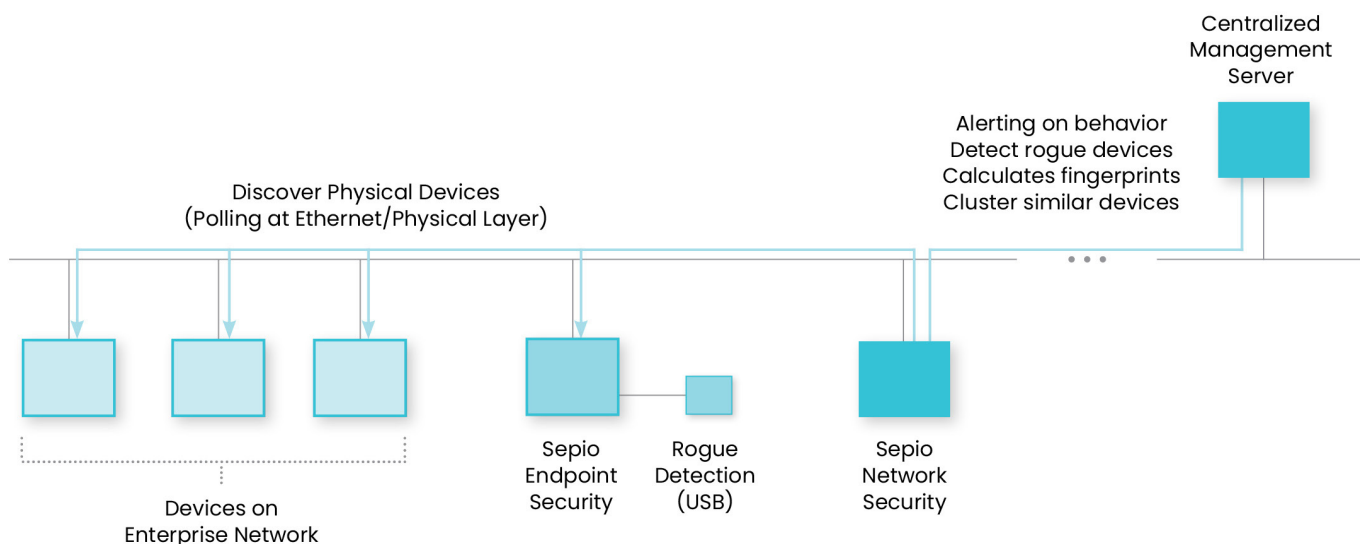 Centralized
Management
Server
Alerting on behavior
Detect rogue devices
Calculates fingerprints
Cluster similar devices
Discover Physical Devices
(Polling at Ethernet/Physical Layer)
Sepio
Endpoint
Security
Rogue
Detection
(USB)
Sepio
Network
Security
Devices on
Enterprise Network